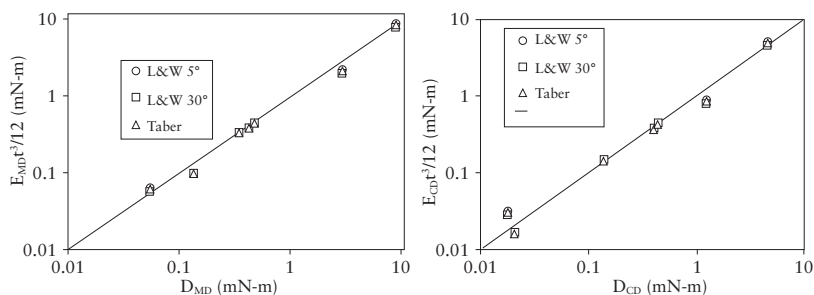 10
1
0.1
0.01
E_MD t³/12 (mN-m)
L&W 5°
L&W 30°
Taber
0.01 0.1 1 10
D_MD (mN-m)
10
1
0.1
0.01
E_CD t³/12 (mN-m)
L&W 5°
L&W 30°
Taber
0.01 0.1 1 10
D_CD (mN-m)